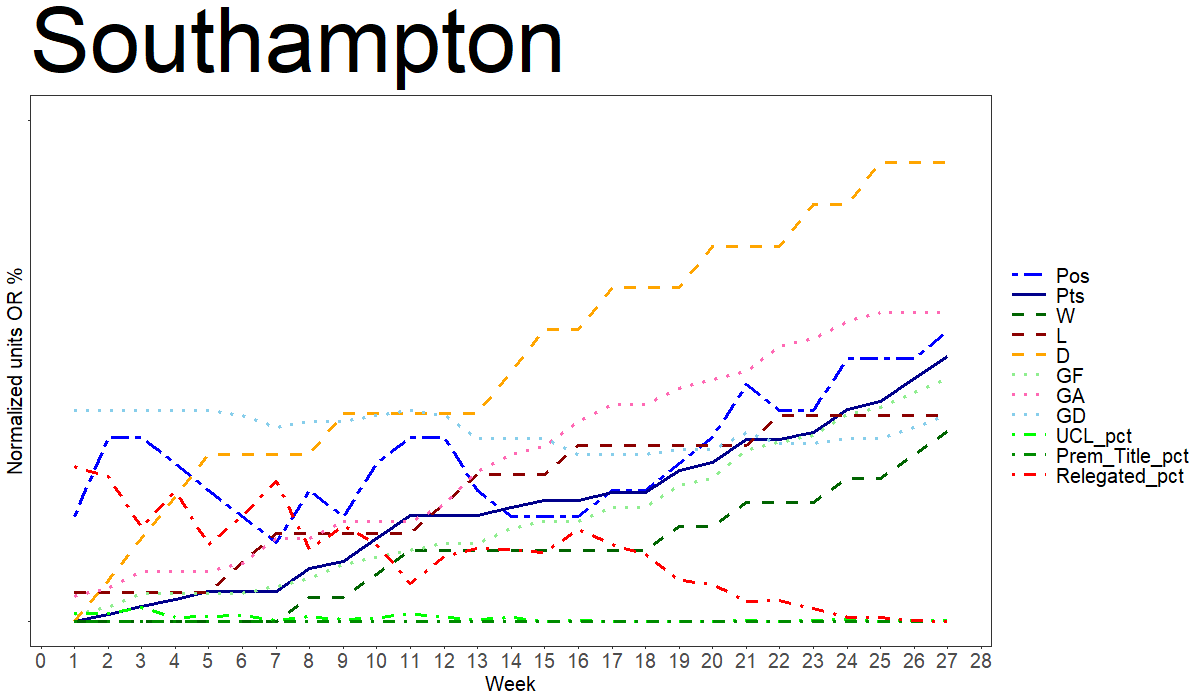 Southampton
Normalized units OR %
Pos
Pts
W
L
D
GF
GA
GD
UCL_pct
Prem_Title_pct
Relegated_pct
0 1 2 3 4 5 6 7 8 9 10 11 12 13 14 15 16 17 18 19 20 21 22 23 24 25 26 27 28
Week